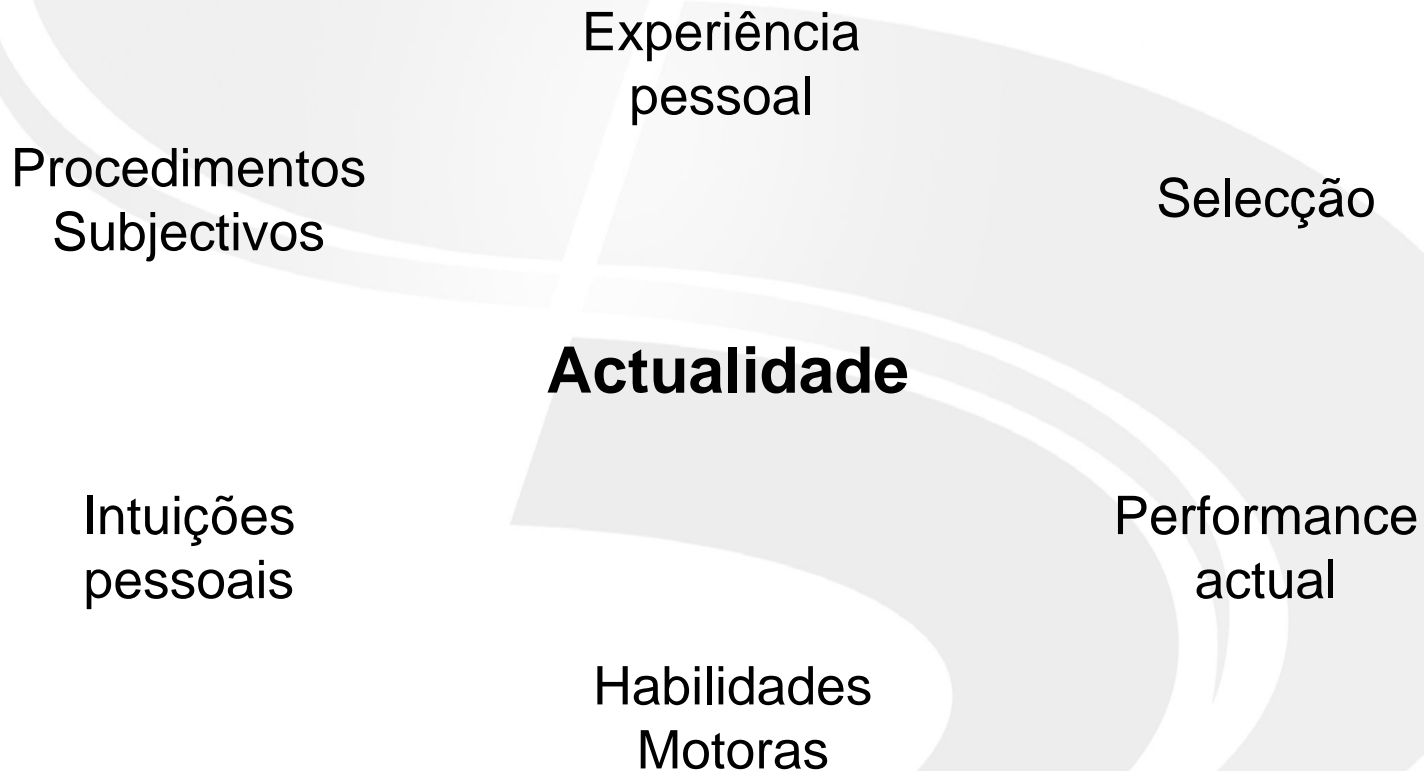 Experiência
pessoal
Procedimentos
Subjectivos
Selecção
Actualidade
Intuições
pessoais
Performance
actual
Habilidades
Motoras